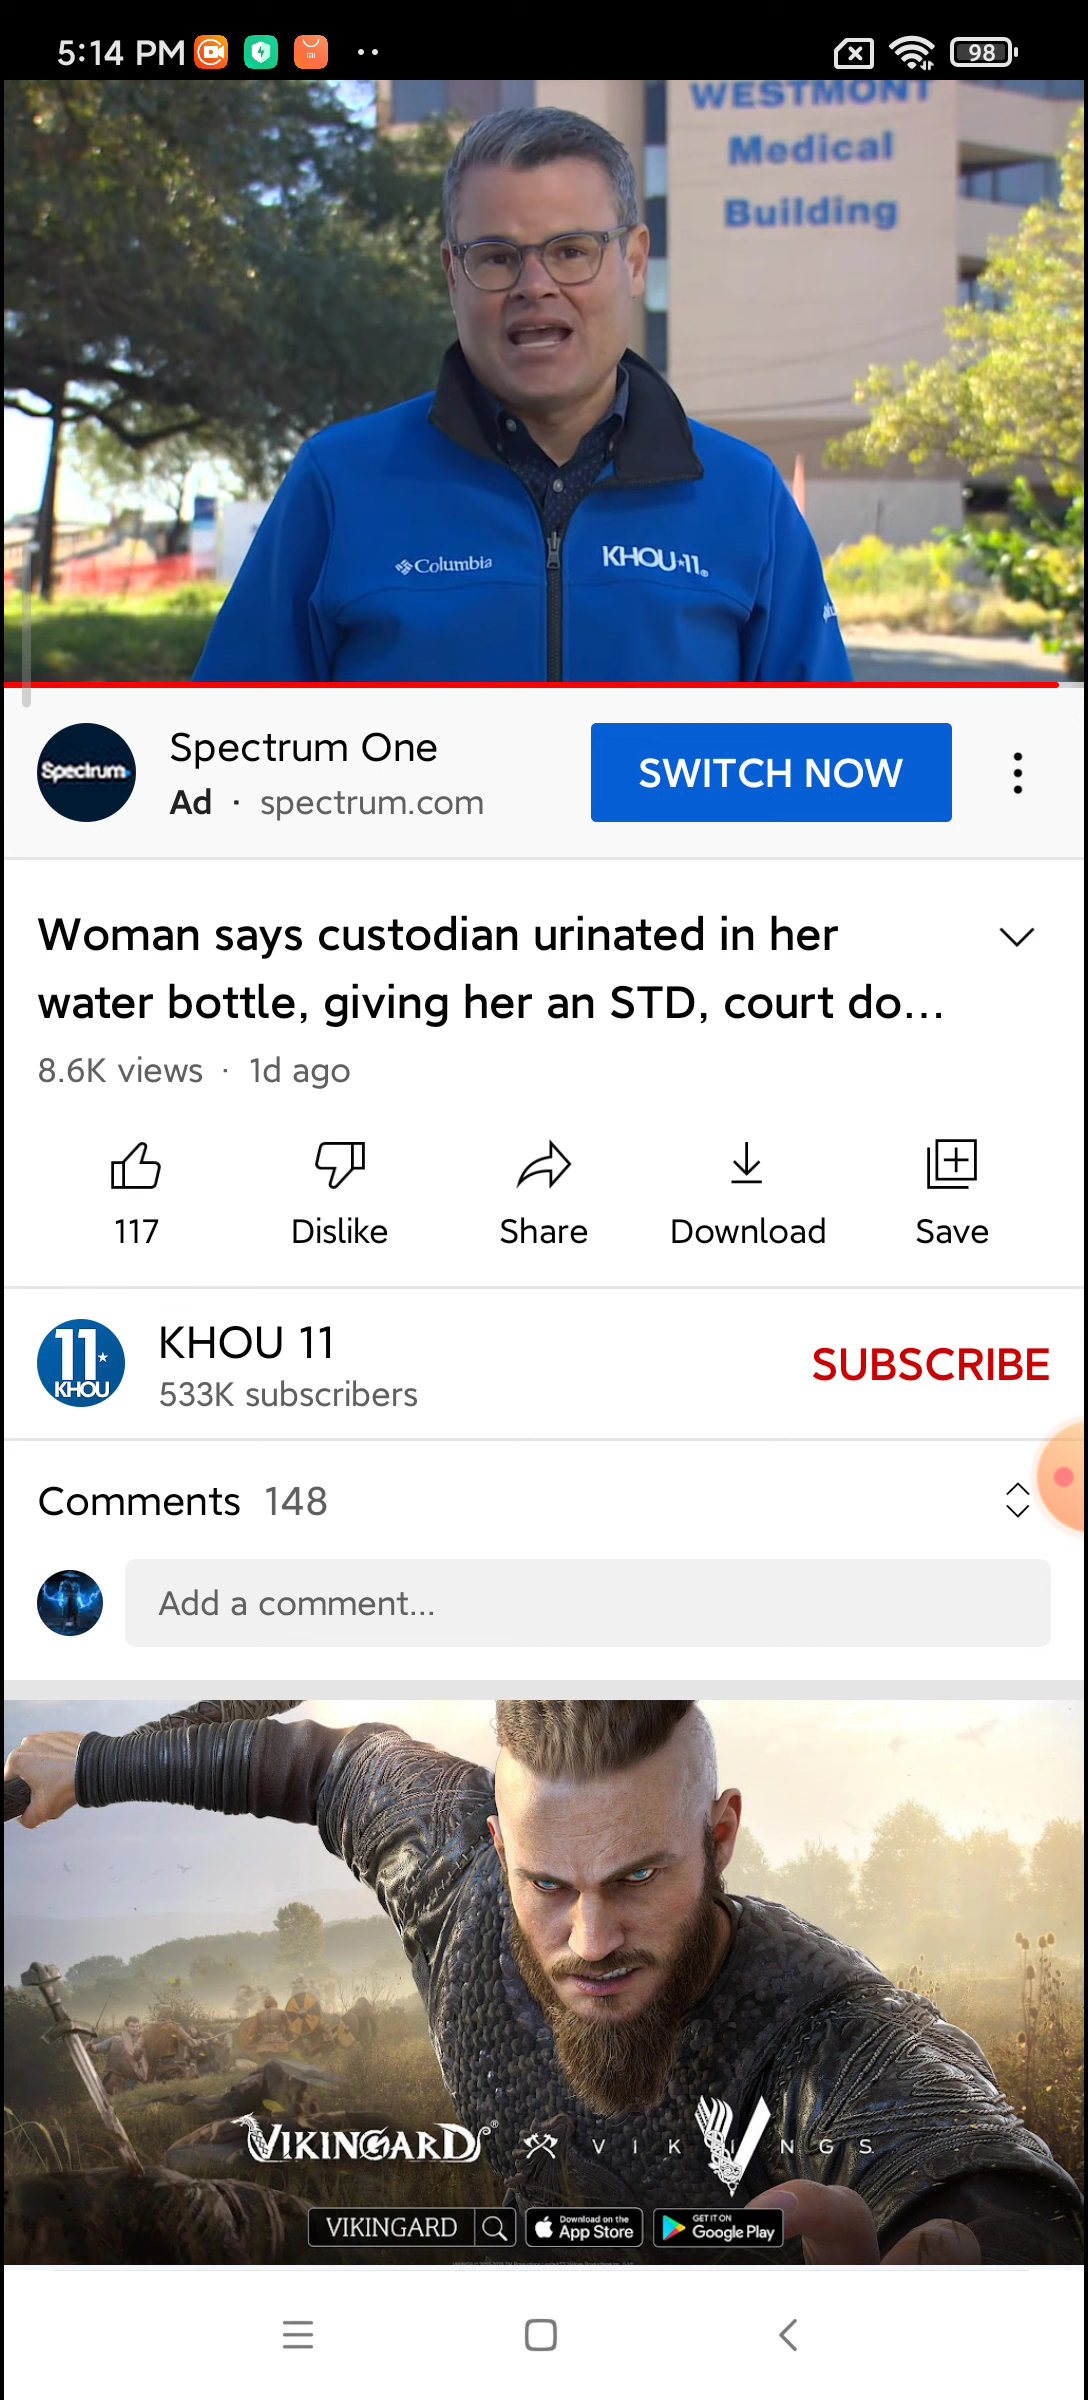 5:14 PM
98
WESTMONT
Medical
Building
Columbia
KHOU★11®
Spectrum
Spectrum One
Ad · spectrum.com
SWITCH NOW
Woman says custodian urinated in her
water bottle, giving her an STD, court do...
8.6K views · 1d ago
117
Dislike
Share
Download
Save
11
KHOU
KHOU 11
533K subscribers
SUBSCRIBE
Comments 148
Add a comment...
VIKINGARD® VIKINGS
VIKINGARD
Download on the
App Store
GET IT ON
Google Play